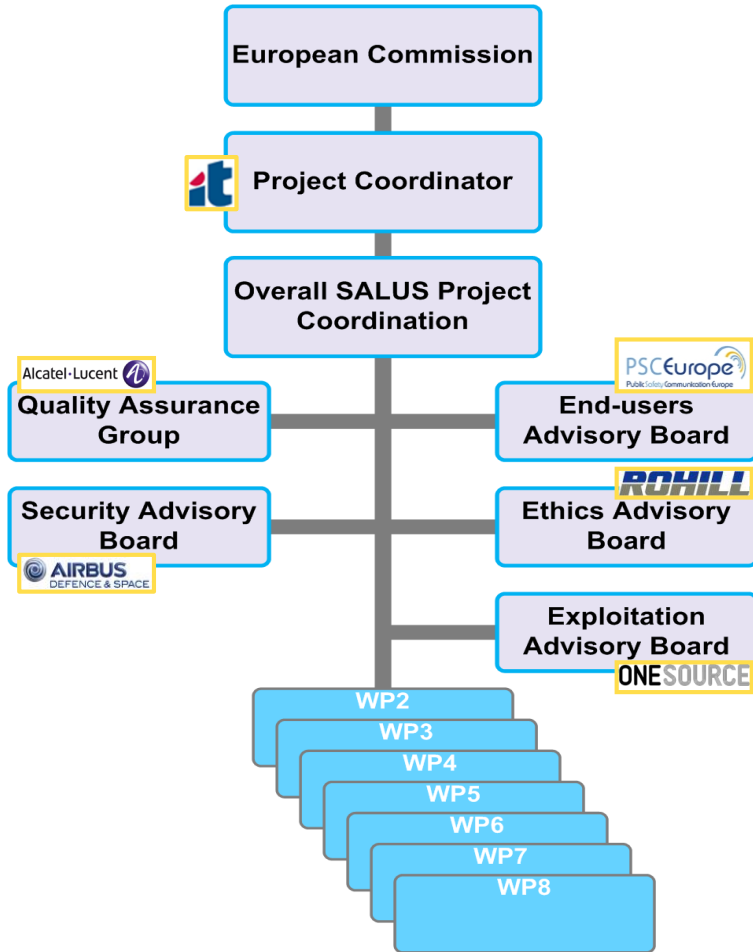 European Commission
it
Project Coordinator
Overall SALUS Project
Coordination
Alcatel·Lucent
Quality Assurance
Group
PSCEurope
Public Safety Communication Europe
End-users
Advisory Board
Security Advisory
Board
AIRBUS
DEFENCE & SPACE
ROHILL
Ethics Advisory
Board
Exploitation
Advisory Board
ONESOURCE
WP2
WP3
WP4
WP5
WP6
WP7
WP8